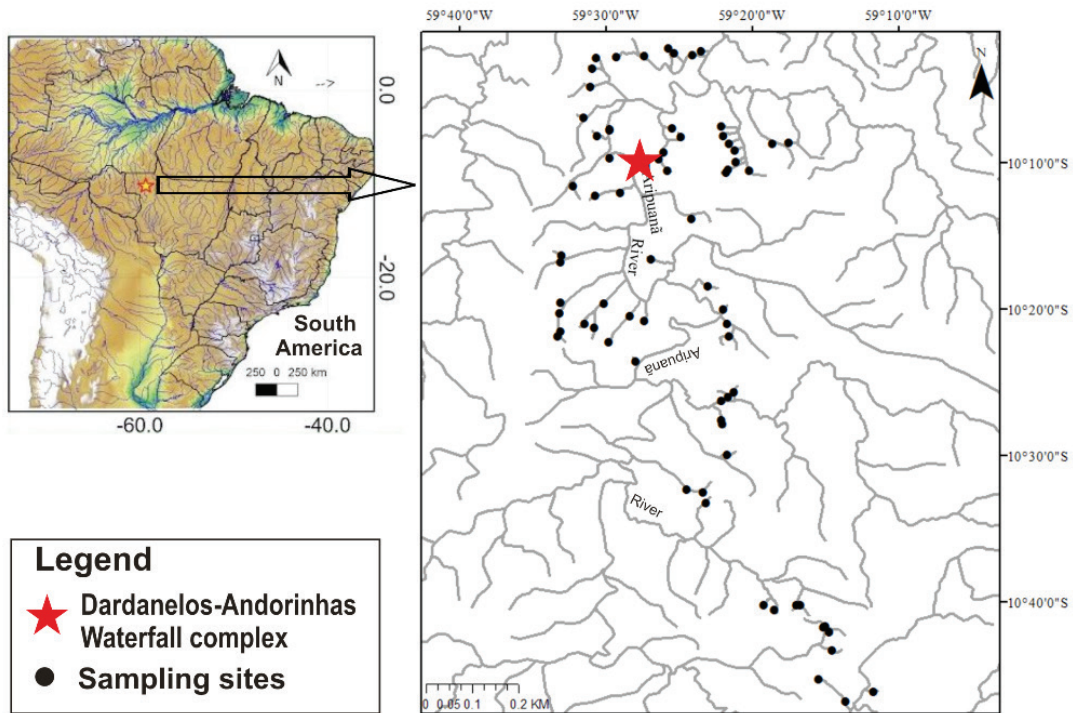 59°40'0"W
59°30'0"W
59°20'0"W
59°10'0"W
N
-->
0.0
-20.0
South
America
250 0 250 km
-60.0
-40.0
N
10°10'0"S
10°20'0"S
10°30'0"S
10°40'0"S
Aripuanã
River
Aripuanã
River
0 0.05 0.1 0.2 KM
Legend
Dardanelos-Andorinhas
Waterfall complex
Sampling sites